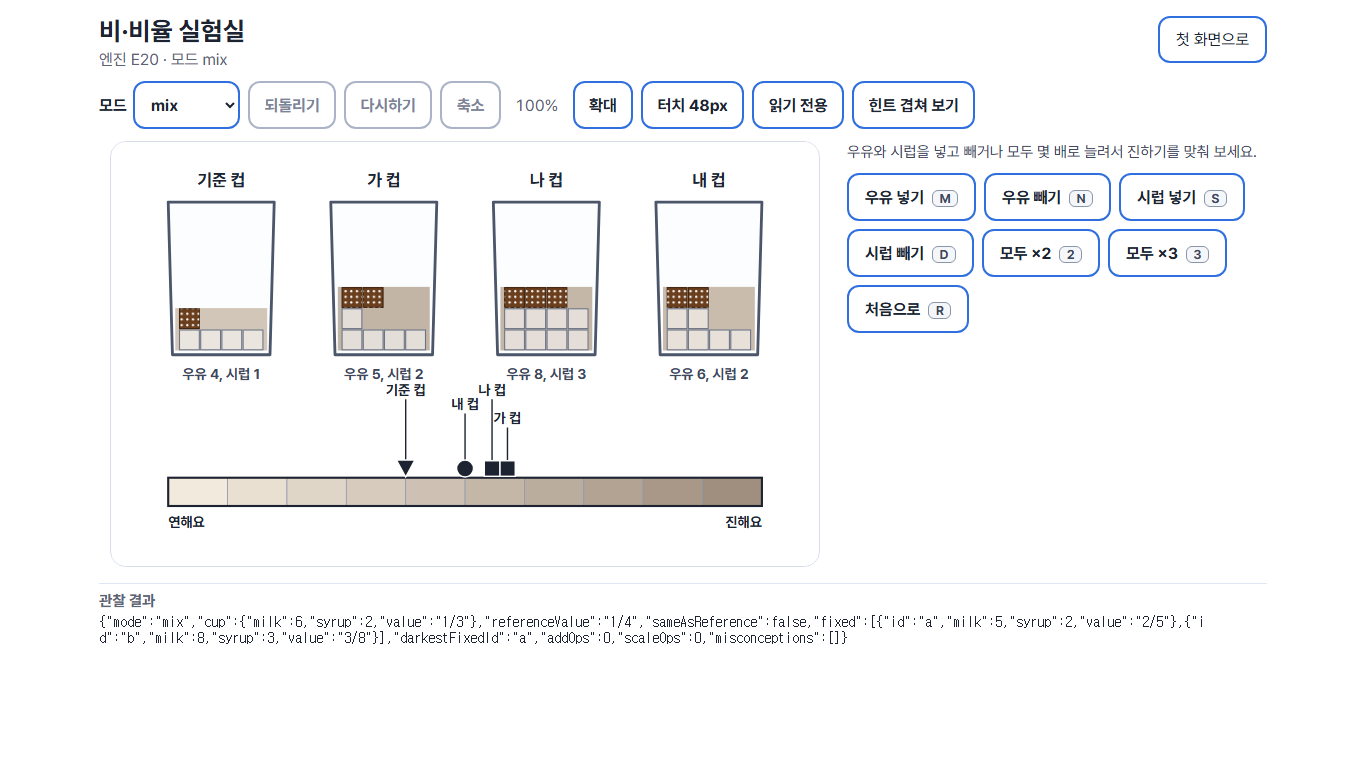 비·비율 실험실
엔진 E20 · 모드 mix
첫 화면으로
모드 mix 되돌리기 다시하기 축소 100% 확대 터치 48px 읽기 전용 힌트 겹쳐 보기
우유와 시럽을 넣고 빼거나 모두 몇 배로 늘려서 진하기를 맞춰 보세요.
우유 넣기 M 우유 빼기 N 시럽 넣기 S
시럽 빼기 D 모두 ×2 2 모두 ×3 3
처음으로 R
기준 컵 가 컵 나 컵 내 컵
우유 4, 시럽 1 우유 5, 시럽 2 우유 8, 시럽 3 우유 6, 시럽 2
기준 컵 나 컵
내 컵
가 컵
연해요 진해요
관찰 결과
{"mode":"mix","cup":{"milk":6,"syrup":2,"value":"1/3"},"referenceValue":"1/4","sameAsReference":false,"fixed":[{"id":"a","milk":5,"syrup":2,"value":"2/5"},{"i
d":"b","milk":8,"syrup":3,"value":"3/8"}],"darkestFixedId":"a","addOps":0,"scaleOps":0,"misconceptions":[]}